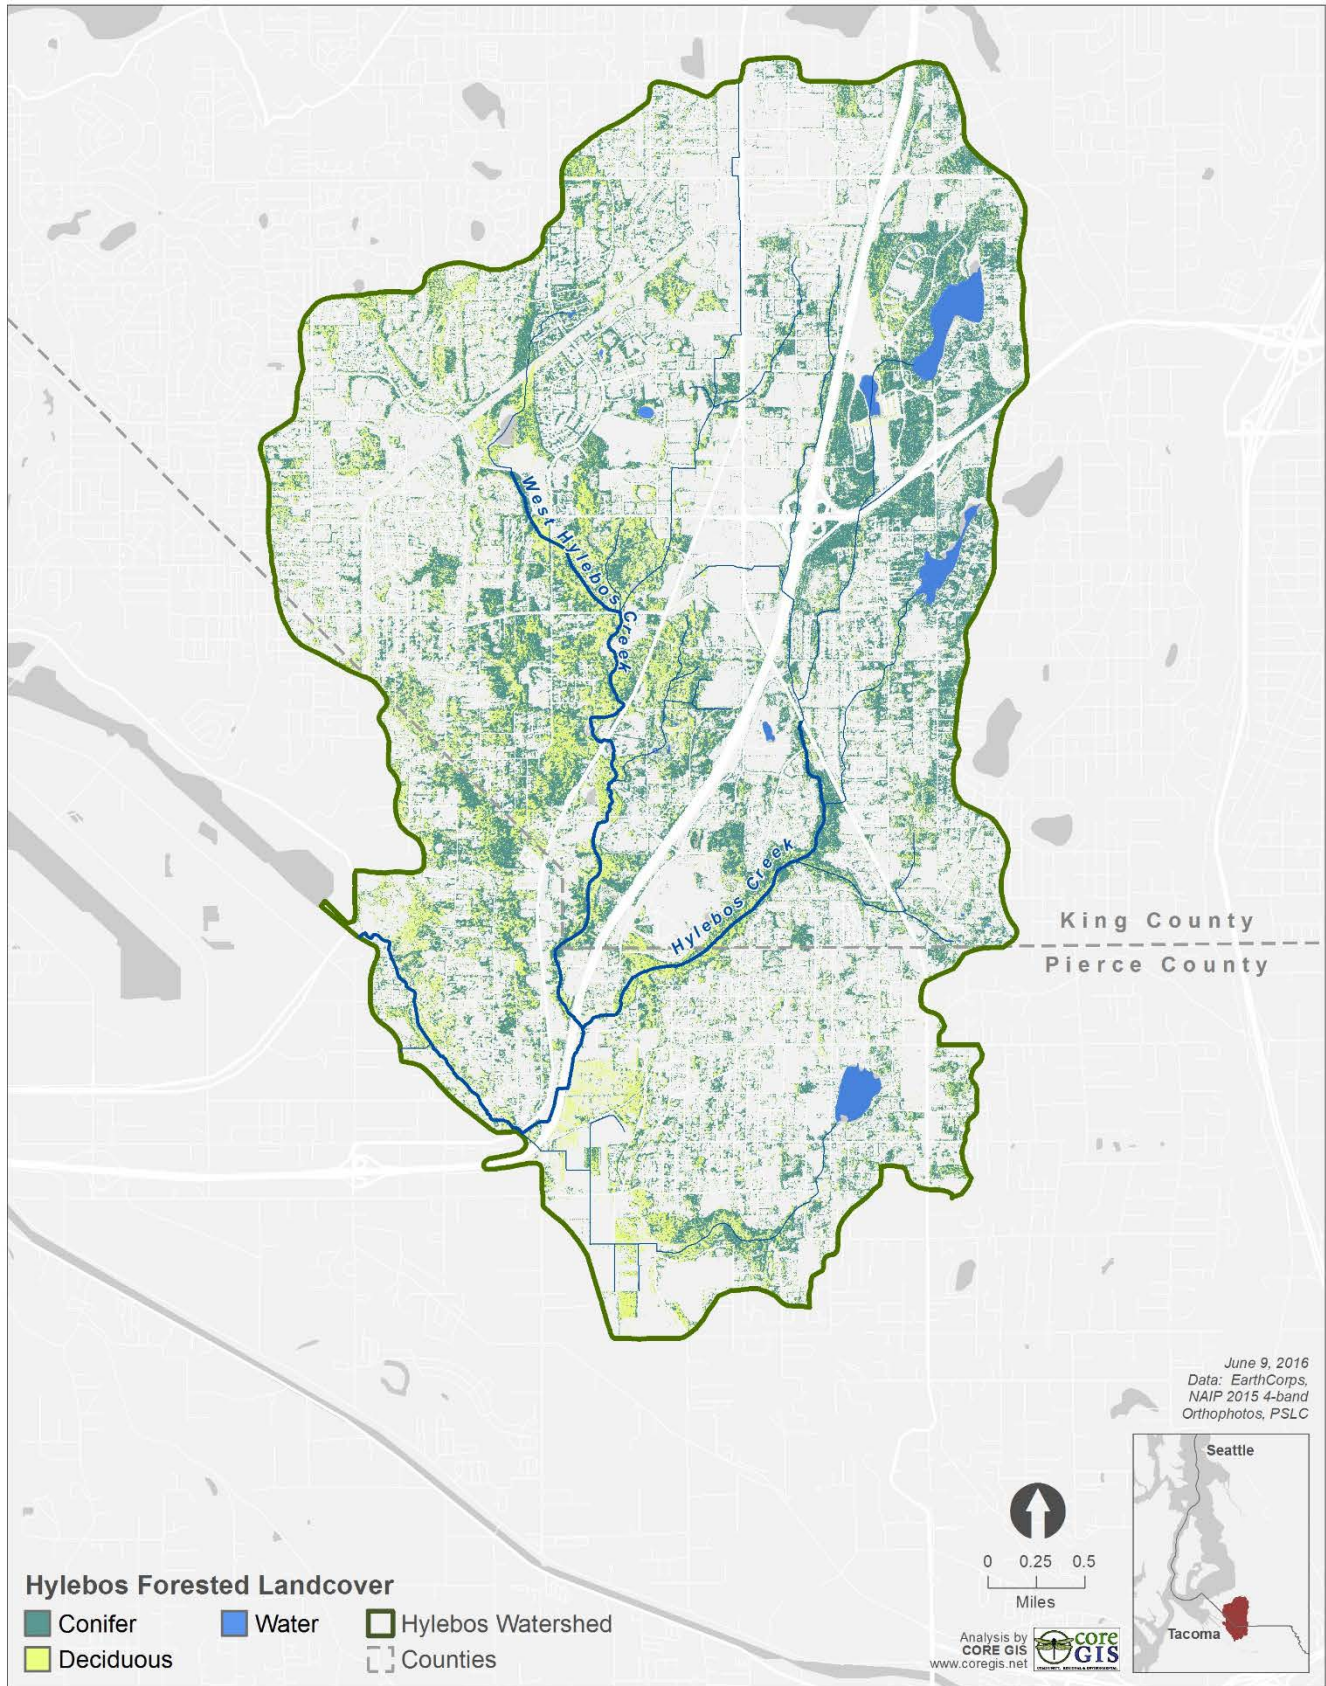 West Hylebos Creek
Hylebos Creek
King County
Pierce County
June 9, 2016
Data: EarthCorps,
NAIP 2015 4-band
Orthophotos, PSLC
Seattle
Tacoma
0 0.25 0.5
Miles
Analysis by
CORE GIS
www.coregis.net
core
GIS
Hylebos Forested Landcover
Conifer
Water
Hylebos Watershed
Deciduous
Counties